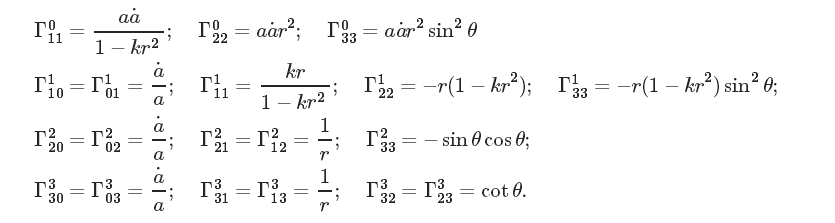 Γ^0_{11} = aȧ/(1 − kr^2); Γ^0_{22} = aȧr^2; Γ^0_{33} = aȧr^2 sin^2 θ
Γ^1_{10} = Γ^1_{01} = ȧ/a; Γ^1_{11} = kr/(1 − kr^2); Γ^1_{22} = −r(1 − kr^2); Γ^1_{33} = −r(1 − kr^2) sin^2 θ;
Γ^2_{20} = Γ^2_{02} = ȧ/a; Γ^2_{21} = Γ^2_{12} = 1/r; Γ^2_{33} = − sin θ cos θ;
Γ^3_{30} = Γ^3_{03} = ȧ/a; Γ^3_{31} = Γ^3_{13} = 1/r; Γ^3_{32} = Γ^3_{23} = cot θ.